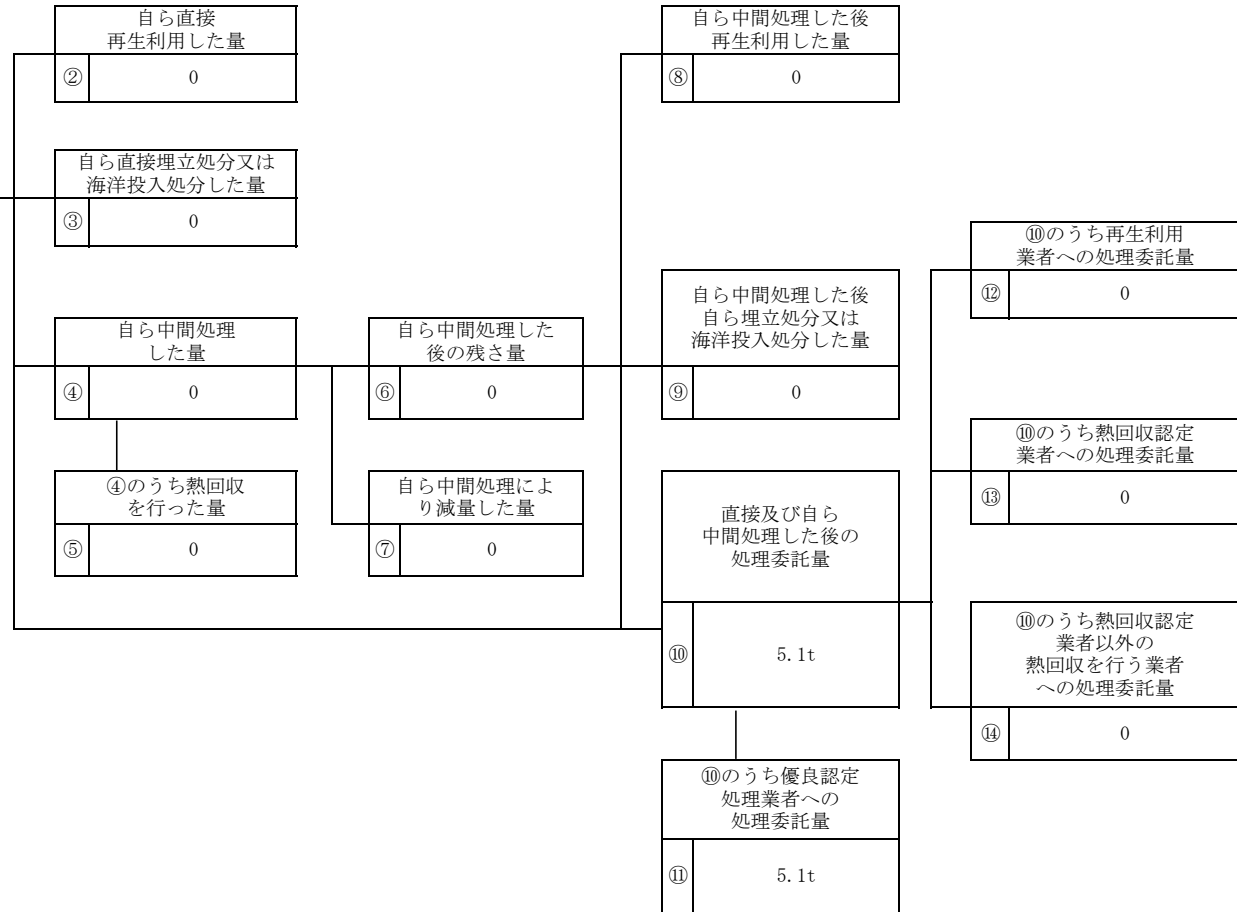 自ら直接
再生利用した量
② 0
自ら直接埋立処分又は
海洋投入処分した量
③ 0
自ら中間処理
した量
④ 0
④のうち熱回収
を行った量
⑤ 0
自ら中間処理した
後の残さ量
⑥ 0
自ら中間処理によ
り減量した量
⑦ 0
自ら中間処理した後
再生利用した量
⑧ 0
自ら中間処理した後
自ら埋立処分又は
海洋投入処分した量
⑨ 0
直接及び自ら
中間処理した後の
処理委託量
⑩ 5.1t
⑩のうち優良認定
処理業者への
処理委託量
⑪ 5.1t
⑩のうち再生利用
業者への処理委託量
⑫ 0
⑩のうち熱回収認定
業者への処理委託量
⑬ 0
⑩のうち熱回収認定
業者以外の
熱回収を行う業者
への処理委託量
⑭ 0